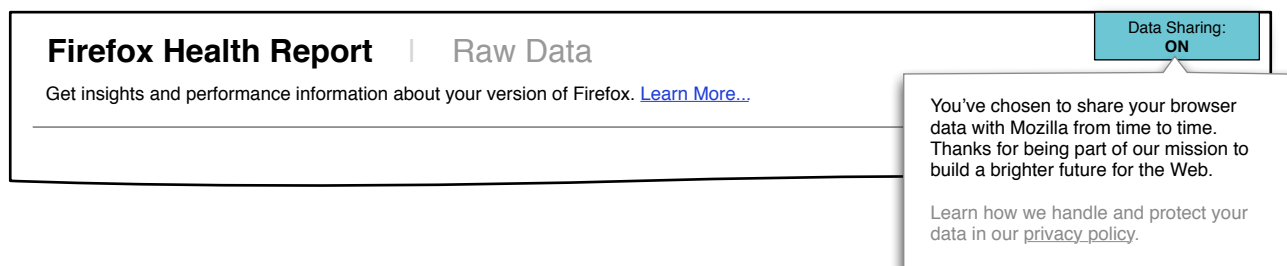 Firefox Health Report | Raw Data
Data Sharing:
ON
Get insights and performance information about your version of Firefox. Learn More...
You’ve chosen to share your browser
data with Mozilla from time to time.
Thanks for being part of our mission to
build a brighter future for the Web.
Learn how we handle and protect your
data in our privacy policy.